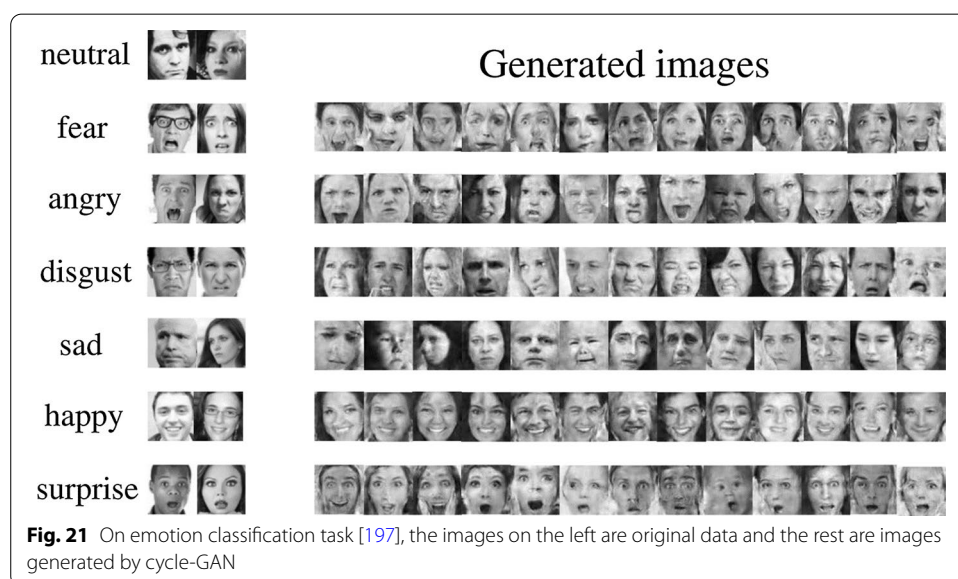 neutral
Generated images
fear
angry
disgust
sad
happy
surprise
Fig. 21 On emotion classification task [197], the images on the left are original data and the rest are images
generated by cycle-GAN